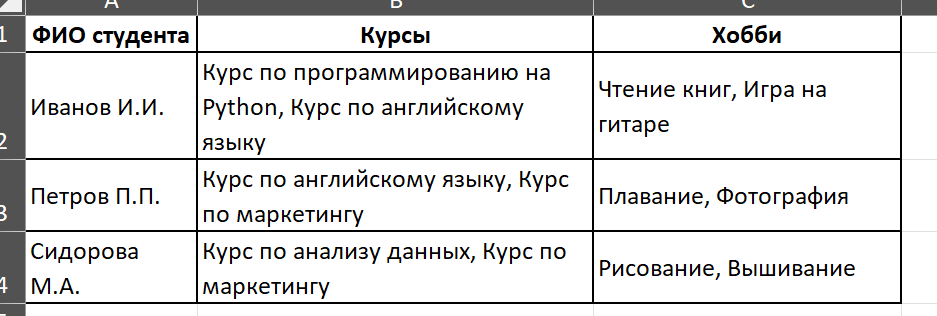 A B C
1 ФИО студента Курсы Хобби
Курс по программированию на
Чтение книг, Игра на
Иванов И.И. Python, Курс по английскому
гитаре
2 языку
Курс по английскому языку, Курс
3 Петров П.П. Плавание, Фотография
по маркетингу
Сидорова Курс по анализу данных, Курс по
Рисование, Вышивание
4 М.А. маркетингу